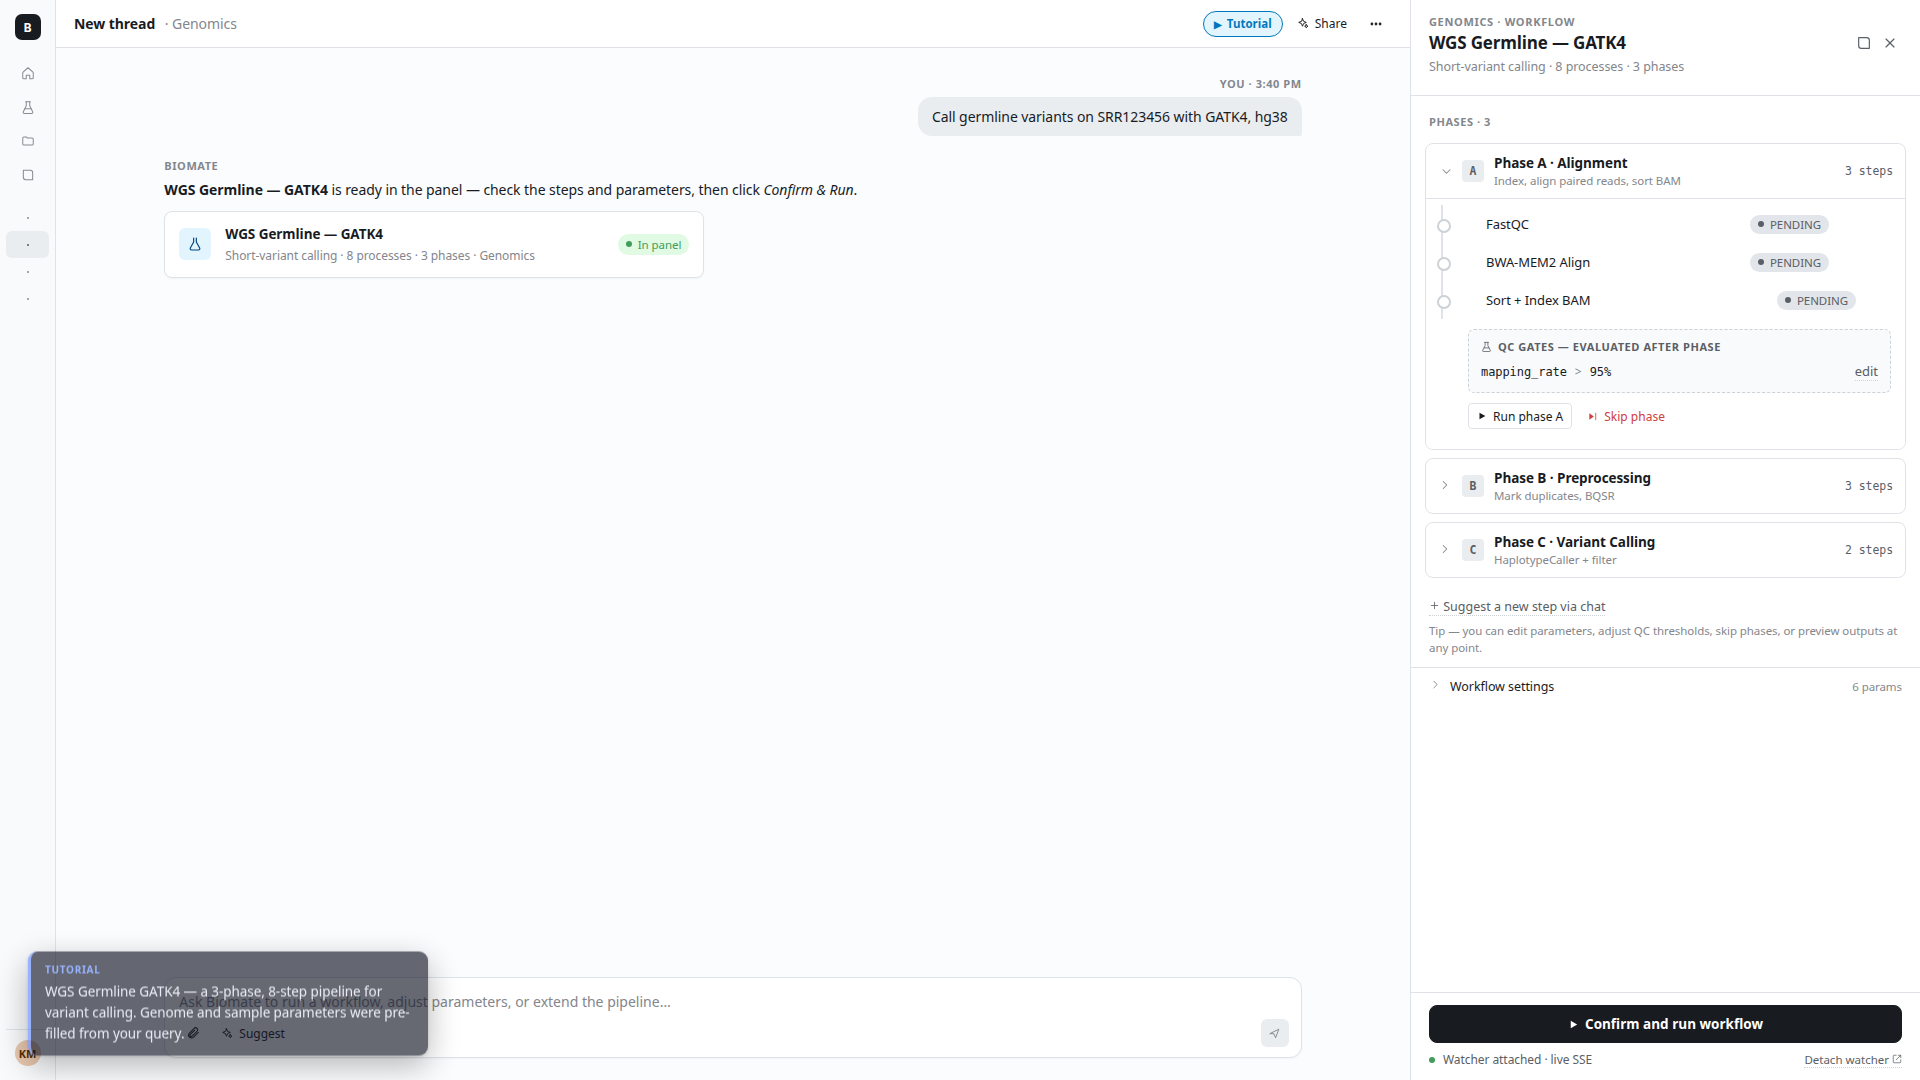 B
New thread · Genomics
▶ Tutorial
Share
YOU · 3:40 PM
Call germline variants on SRR123456 with GATK4, hg38
BIOMATE
WGS Germline — GATK4 is ready in the panel — check the steps and parameters, then click Confirm & Run.
WGS Germline — GATK4
Short-variant calling · 8 processes · 3 phases · Genomics
In panel
TUTORIAL
WGS Germline GATK4 — a 3-phase, 8-step pipeline for
variant calling. Genome and sample parameters were pre-
filled from your query.
Ask Biomate to run a workflow, adjust parameters, or extend the pipeline...
Suggest
KM
GENOMICS · WORKFLOW
WGS Germline — GATK4
Short-variant calling · 8 processes · 3 phases
PHASES · 3
A
Phase A · Alignment
Index, align paired reads, sort BAM
3 steps
FastQC
PENDING
BWA-MEM2 Align
PENDING
Sort + Index BAM
PENDING
QC GATES — EVALUATED AFTER PHASE
mapping_rate > 95%
edit
Run phase A
Skip phase
B
Phase B · Preprocessing
Mark duplicates, BQSR
3 steps
C
Phase C · Variant Calling
HaplotypeCaller + filter
2 steps
+ Suggest a new step via chat
Tip — you can edit parameters, adjust QC thresholds, skip phases, or preview outputs at
any point.
Workflow settings
6 params
Confirm and run workflow
Watcher attached · live SSE
Detach watcher